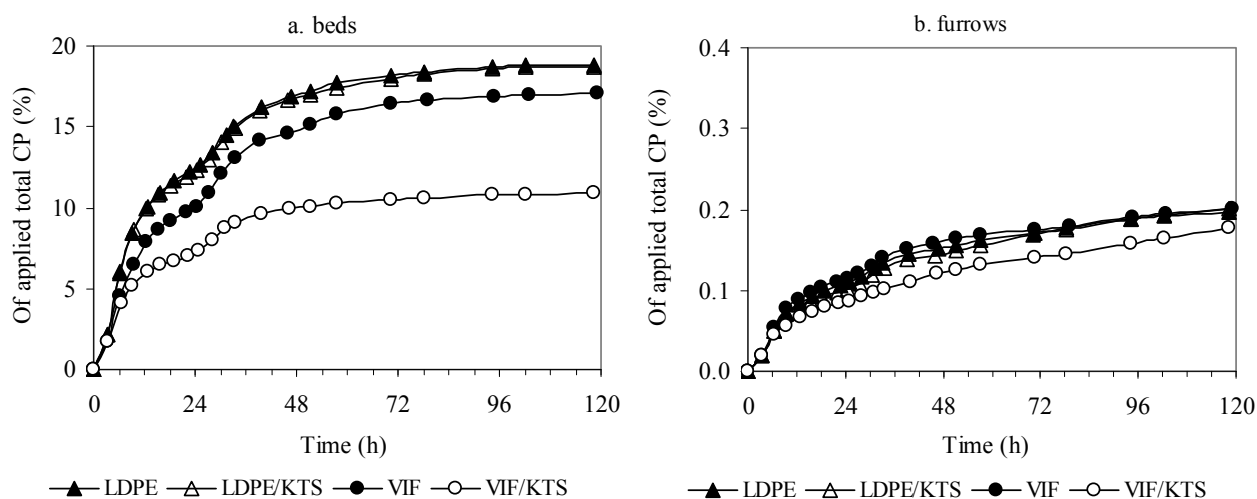 a. beds
Of applied total CP (%)
20
15
10
5
0
0 24 48 72 96 120
Time (h)
LDPE LDPE/KTS VIF VIF/KTS
b. furrows
Of applied total CP (%)
0.4
0.3
0.2
0.1
0.0
0 24 48 72 96 120
Time (h)
LDPE LDPE/KTS VIF VIF/KTS